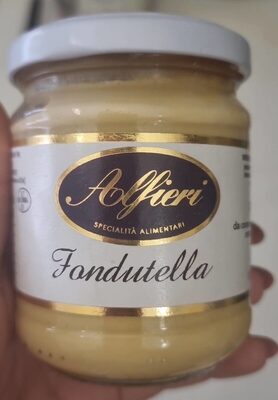 Alfieri
SPECIALITÀ ALIMENTARI
Fondutella